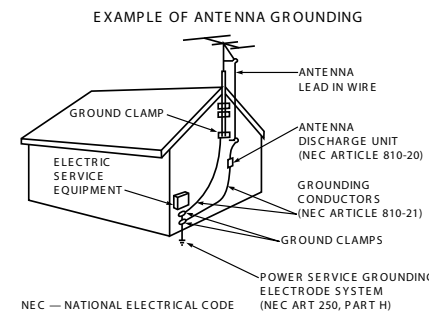 EXAMPLE OF ANTENNA GROUNDING
ANTENNA
LEAD IN WIRE
GROUND CLAMP
ANTENNA
DISCHARGE UNIT
(NEC ARTICLE 810-20)
ELECTRIC
SERVICE
EQUIPMENT
GROUNDING
CONDUCTORS
(NEC ARTICLE 810-21)
GROUND CLAMPS
POWER SERVICE GROUNDING
ELECTRODE SYSTEM
(NEC ART 250, PART H)
NEC — NATIONAL ELECTRICAL CODE